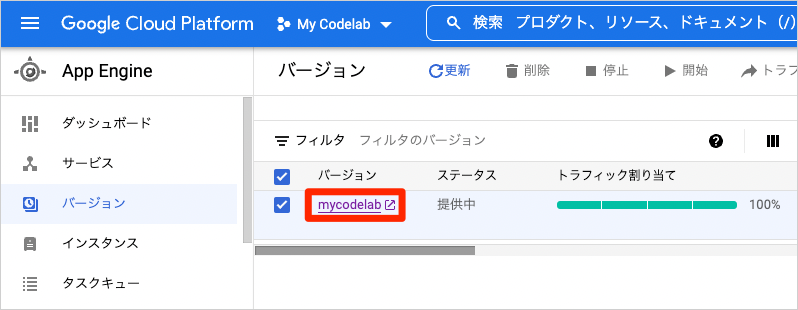 Google Cloud Platform My Codelab 検索 プロダクト、リソース、ドキュメント (/)
App Engine
バージョン 更新 削除 停止 開始 トラフ
ダッシュボード
サービス
バージョン
インスタンス
タスクキュー
フィルタ フィルタのバージョン
バージョン ステータス トラフィック割り当て
mycodelab 提供中 100%